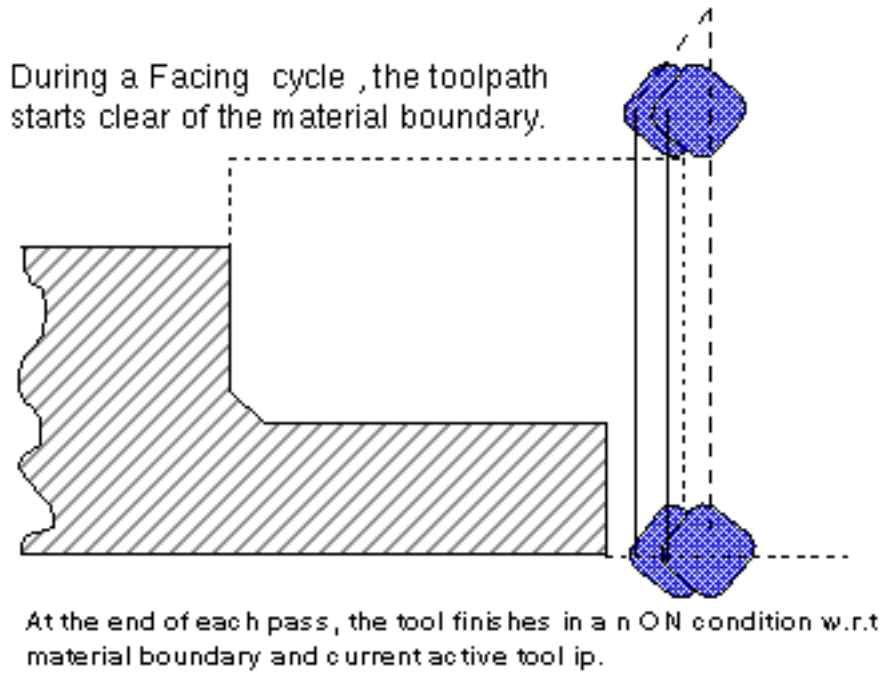 During a Facing cycle , the toolpath
starts clear of the material boundary.
At the end of each pass, the tool finishes in a n ON condition w.r.t
material boundary and current active tool ip.